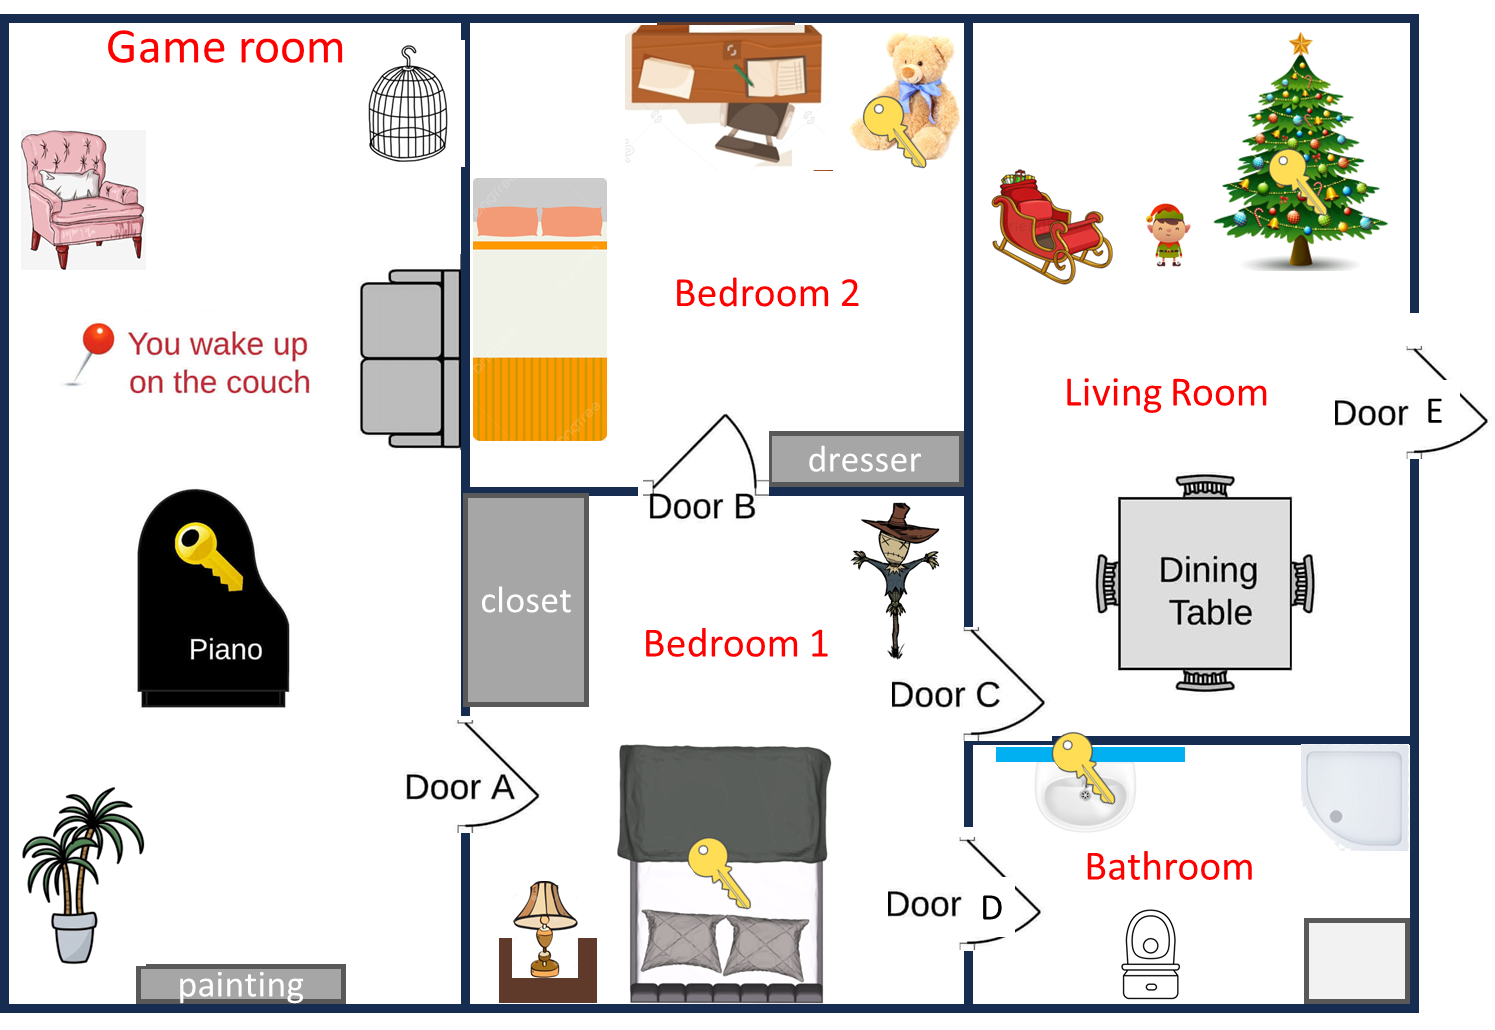 Game room
You wake up
on the couch
Bedroom 2
Living Room
Door E
dresser
Door B
closet
Dining
Table
Piano
Bedroom 1
Door C
Door A
Bathroom
Door D
painting